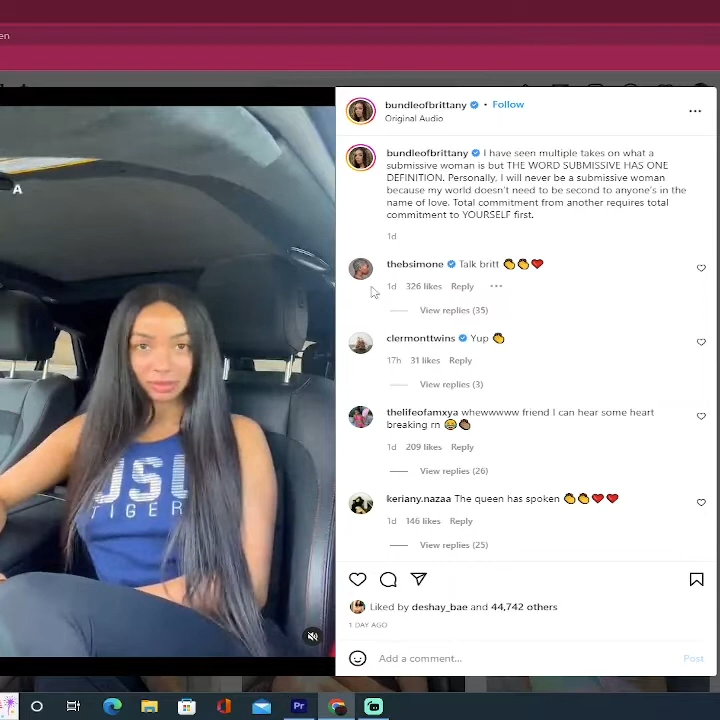 en
A
JSU
TIGER
bundleofbrittany • Follow
Original Audio
bundleofbrittany I have seen multiple takes on what a
submissive woman is but THE WORD SUBMISSIVE HAS ONE
DEFINITION. Personally, I will never be a submissive woman
because my world doesn't need to be second to anyone's in the
name of love. Total commitment from another requires total
commitment to YOURSELF first.
1d
thebsimone Talk britt 👏👏❤️
1d 326 likes Reply
View replies (35)
clermonttwins Yup 👏
17h 31 likes Reply
View replies (3)
thelifeofamxya whewwwww friend I can hear some heart
breaking rn 😂👏🏾
1d 209 likes Reply
View replies (26)
keriany.nazaa The queen has spoken 👏👏❤️❤️
1d 146 likes Reply
View replies (25)
Liked by deshay_bae and 44,742 others
1 DAY AGO
Add a comment... Post
Pr